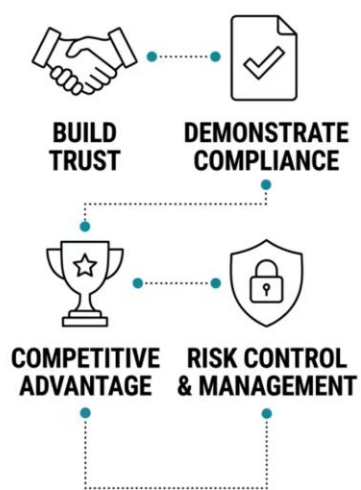 BUILD
TRUST
DEMONSTRATE
COMPLIANCE
COMPETITIVE
ADVANTAGE
RISK CONTROL
& MANAGEMENT